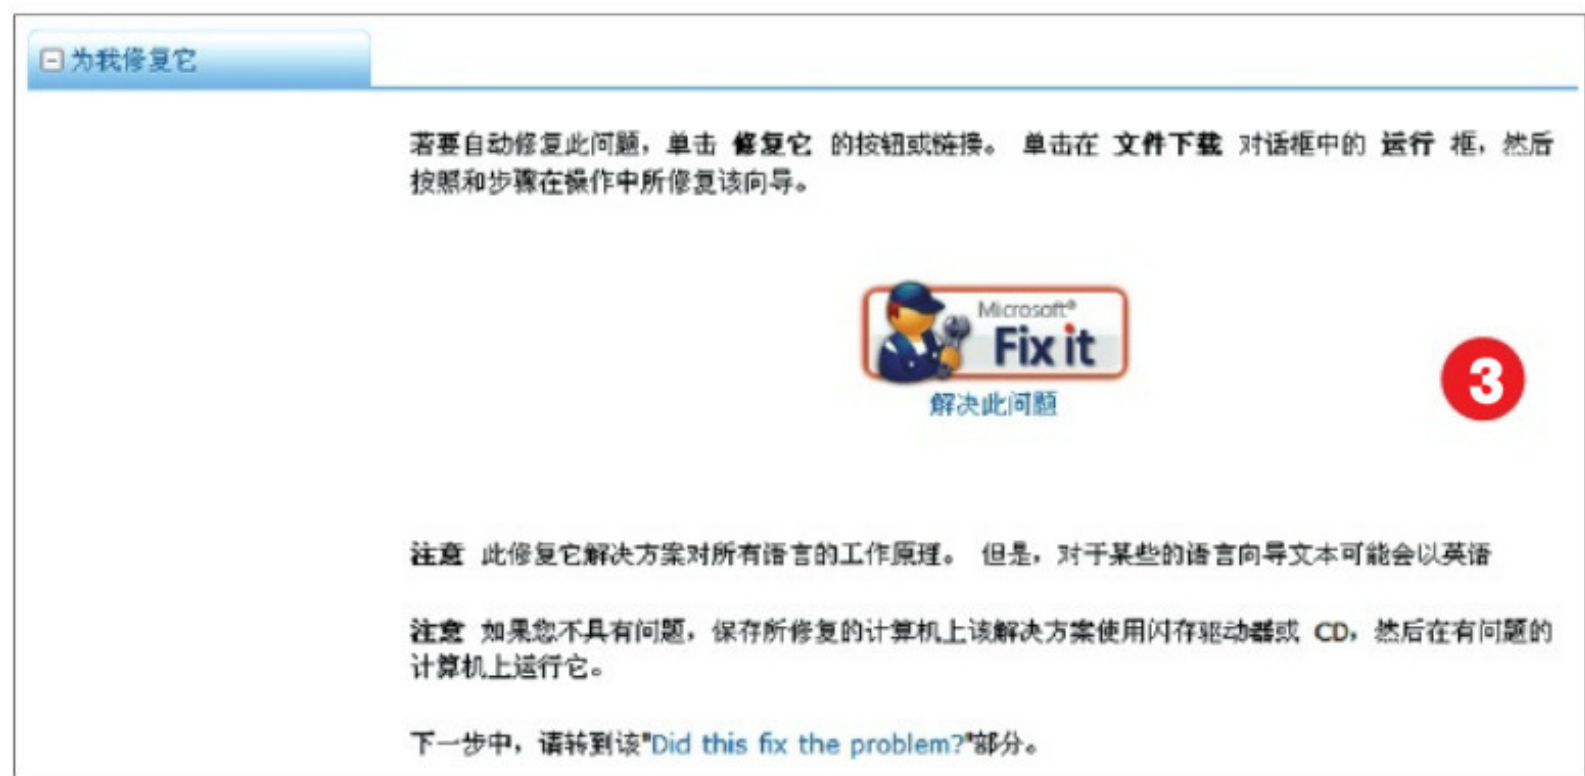 为我修复它
若要自动修复此问题，单击 修复它 的按钮或链接。 单击在 文件下载 对话框中的 运行 框，然后
按照和步骤在操作中所修复该向导。
Microsoft®
Fix it
解决此问题
3
注意 此修复它解决方案对所有语言的工作原理。 但是，对于某些的语言向导文本可能会以英语
注意 如果您不具有问题，保存所修复的计算机上该解决方案使用闪存驱动器或 CD，然后在有问题的
计算机上运行它。
下一步中，请转到该"Did this fix the problem?"部分。